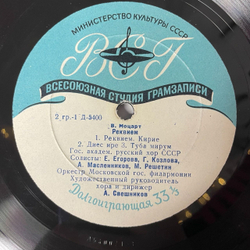 МИНИСТЕРСТВО КУЛЬТУРЫ СССР
ВСГ
ВСЕСОЮЗНАЯ СТУДИЯ ГРАМЗАПИСИ
2 гр.-I Д-3400
В. Моцарт
Реквием
1. Реквием. Кирие
2. Диес ирэ 3. Туба мирум
Гос. академ. русский хор СССР
Солисты: Е. Егорова, Г. Козлова,
А. Масленников, М. Решетин
Оркестр Московской гос. филармонии
Художественный руководитель
хора и дирижер
А. Свешников
Долгоиграющая 33⅓